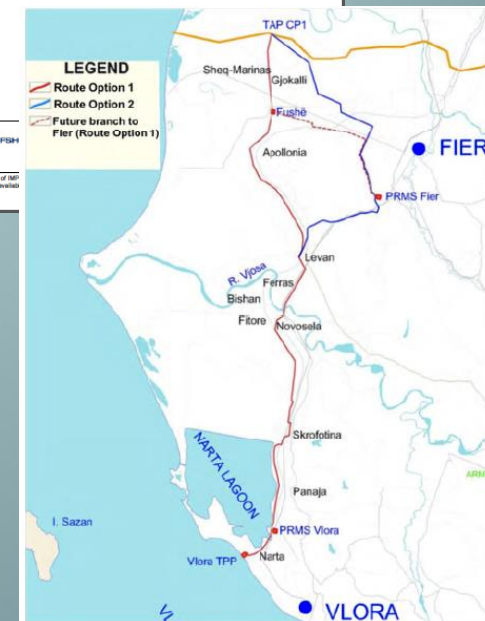 TAP CP1
LEGEND
Route Option 1
Route Option 2
Future branch to
Fier (Route Option 1)
Sheq-Marinas
Gjokalli
Fushë
Apollonia
FIER
PRMS Fier
Levan
R. Vjosa
Ferras
Bishan
Fitore
Novosela
Skrofotina
NARTA LAGOON
Panaja
I. Sazan
PRMS Vlora
Vlora TPP
Narta
VLORA